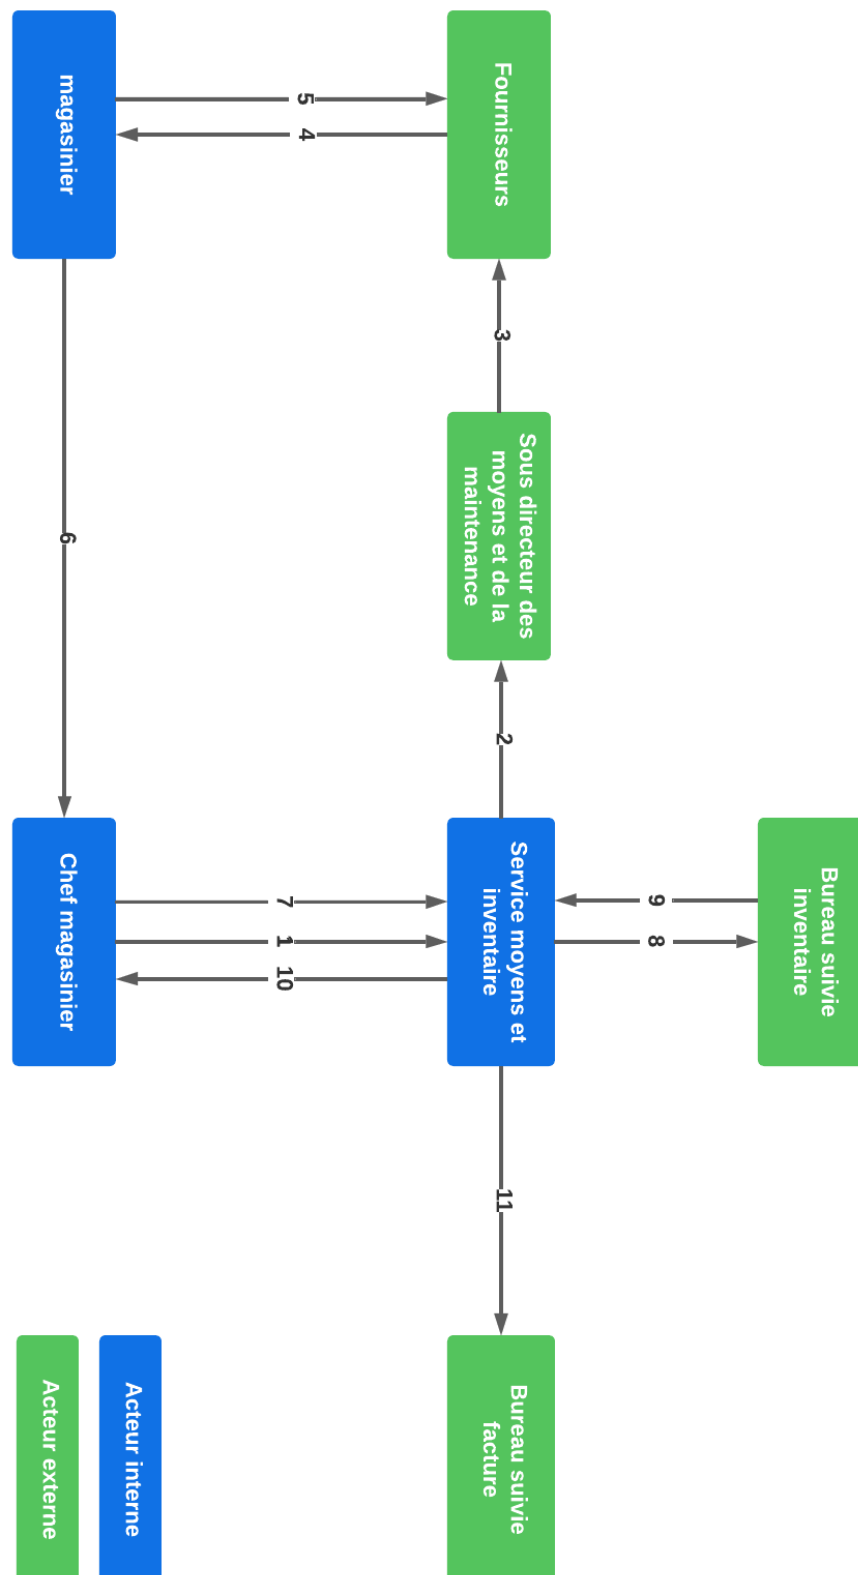 Bureau suivie
inventaire
9
8
Fournisseurs
3
Sous directeur des
moyens et de la
maintenance
2
Service moyens et
inventaire
11
Bureau suivie
facture
5
4
7
1
10
magasinier
6
Chef magasinier
Acteur interne
Acteur externe